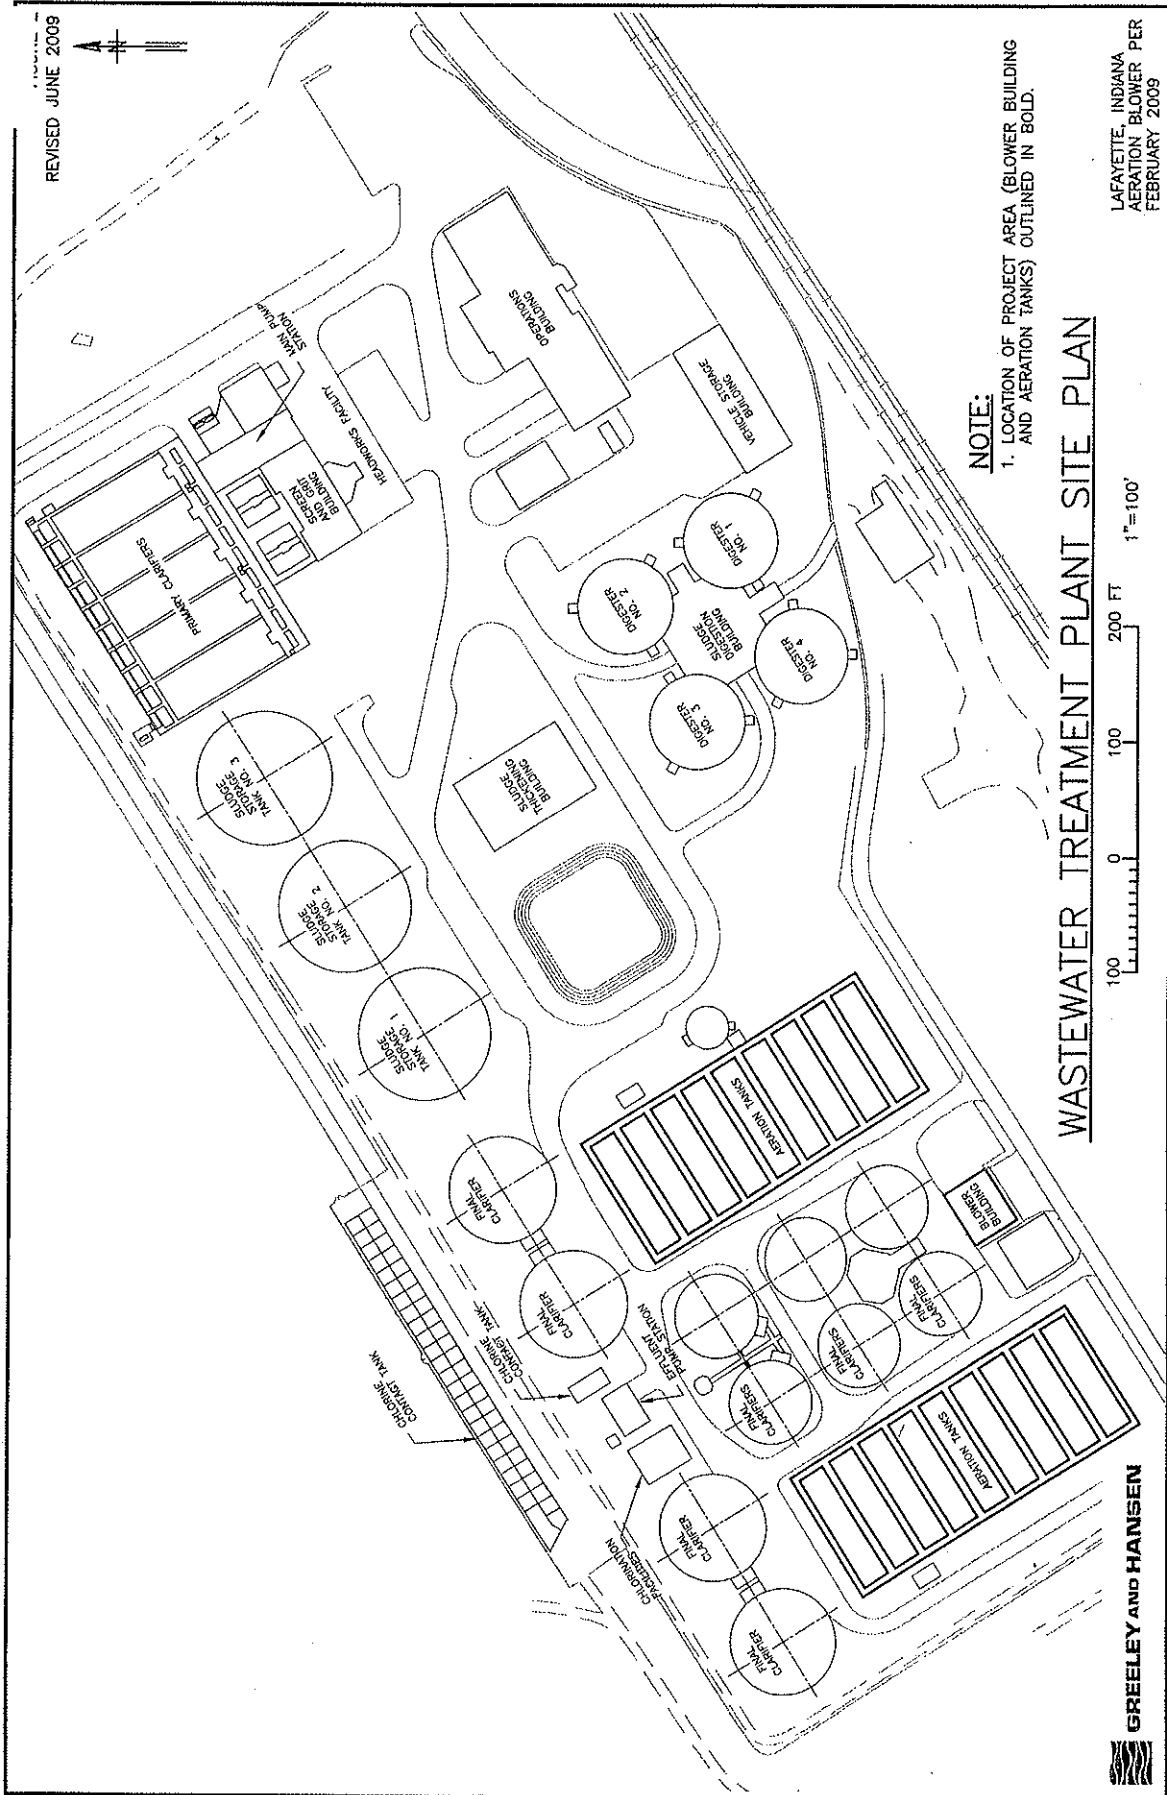 REVISED JUNE 2009
N
PRIMARY CLARIFIERS
MAIN PUMP
STATION
SCREEN
AND GRIT
BUILDING
HEADWORKS FACILITY
OPERATIONS
BUILDING
VEHICLE STORAGE
BUILDING
SLUDGE
STORAGE
TANK NO. 3
SLUDGE
STORAGE
TANK NO. 2
SLUDGE
STORAGE
TANK NO. 1
SLUDGE
THICKENING
BUILDING
DIGESTER
NO. 2
DIGESTER
NO. 1
SLUDGE
DIGESTION
BUILDING
DIGESTER
NO. 3
DIGESTER
NO. 4
CHLORINE
CONTACT TANK
FINAL
CLARIFIER
FINAL
CLARIFIER
CHLORINE
CONTACT TANK
EFFLUENT
PUMP STATION
CHLORINATION
FACILITIES
FINAL
CLARIFIER
FINAL
CLARIFIER
AERATION TANKS
FINAL
CLARIFIERS
FINAL
CLARIFIERS
FINAL
CLARIFIERS
BLOWER
BUILDING
AERATION TANKS
NOTE:
1. LOCATION OF PROJECT AREA (BLOWER BUILDING
AND AERATION TANKS) OUTLINED IN BOLD.
WASTEWATER TREATMENT PLANT SITE PLAN
100 0 100 200 FT
1"=100'
GREELEY AND HANSEN
LAFAYETTE, INDIANA
AERATION BLOWER PER
FEBRUARY 2009